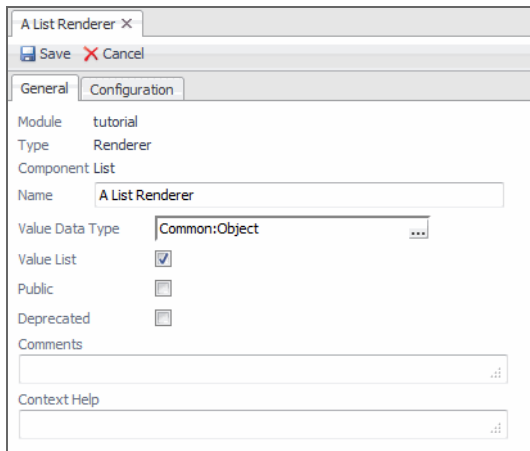 A List Renderer
Save Cancel
General Configuration
Module tutorial
Type Renderer
Component List
Name A List Renderer
Value Data Type Common:Object ...
Value List
Public
Deprecated
Comments
Context Help